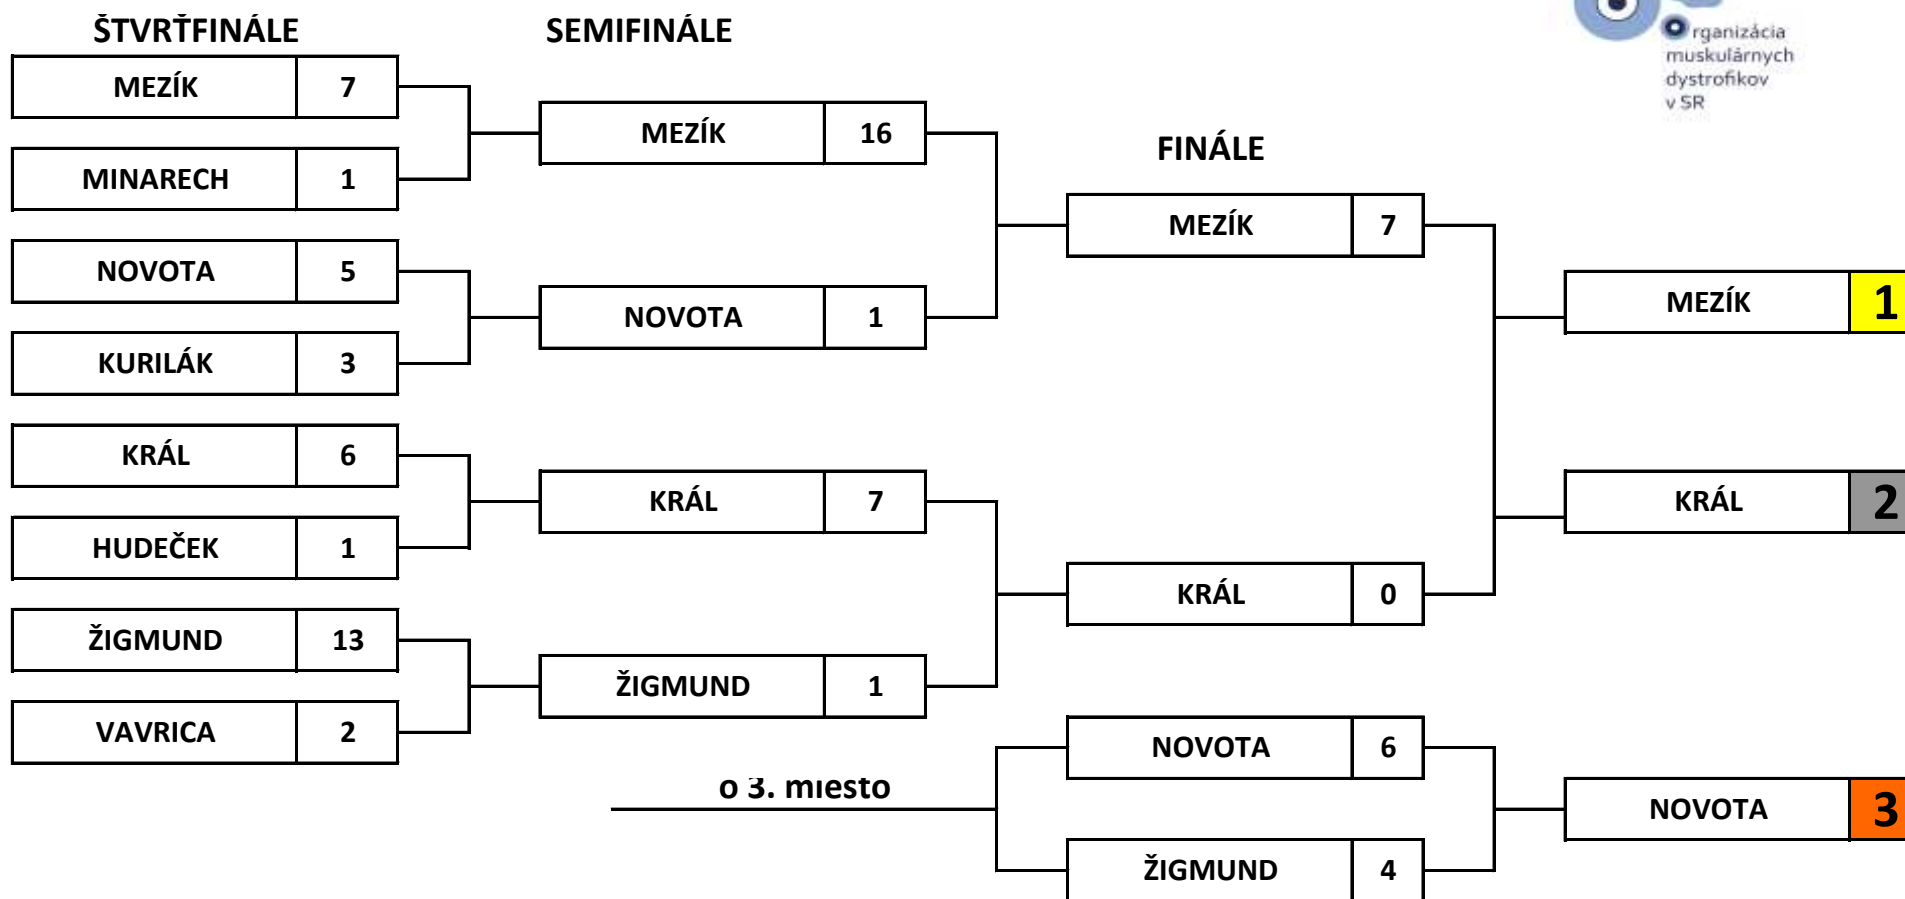 ŠTVRŤFINÁLE
MEZÍK 7
MINARECH 1
NOVOTA 5
KURILÁK 3
KRÁL 6
HUDEČEK 1
ŽIGMUND 13
VAVRICA 2
SEMIFINÁLE
MEZÍK 16
NOVOTA 1
KRÁL 7
ŽIGMUND 1
FINÁLE
MEZÍK 7
KRÁL 0
o 3. miesto
NOVOTA 6
ŽIGMUND 4
MEZÍK 1
KRÁL 2
NOVOTA 3
Organizácia
muskulárnych
dystrofikov
v SR